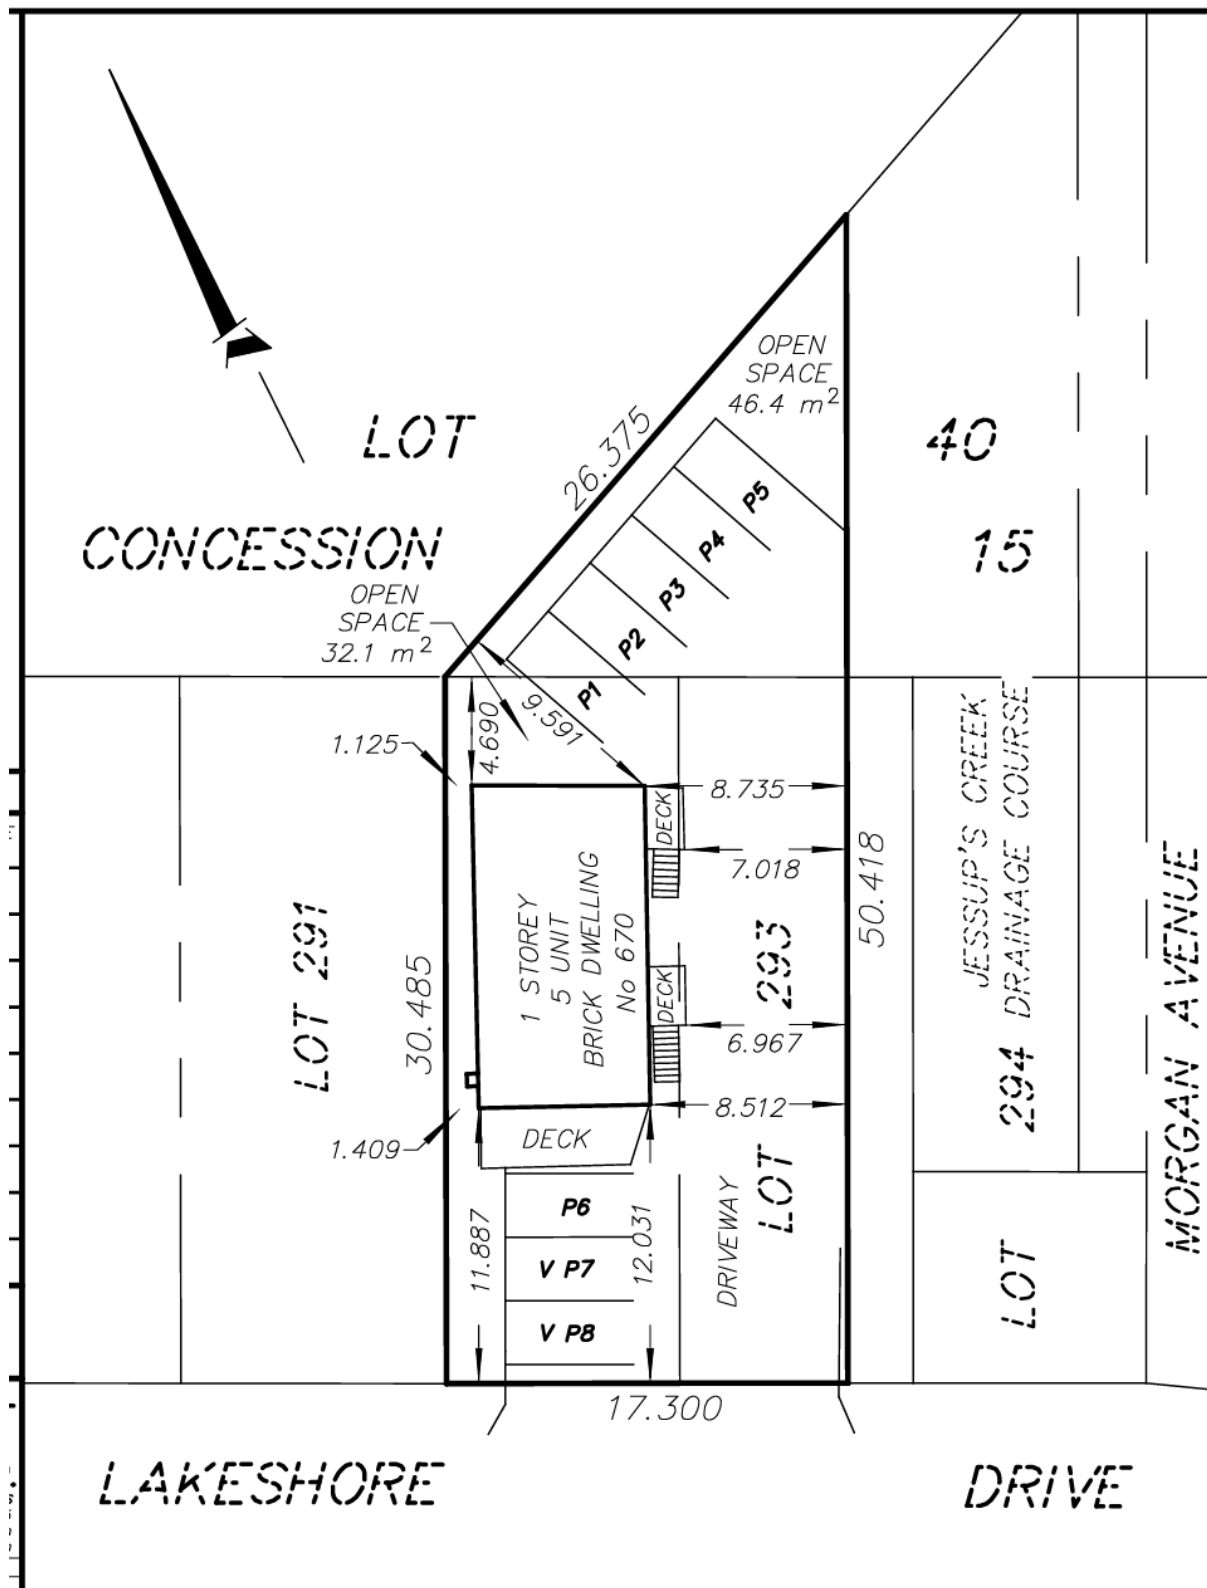 OPEN
SPACE
46.4 m²
LOT
40
26.375
P5
CONCESSION
15
P4
OPEN
SPACE
32.1 m²
P3
P2
P1
9.591
4.690
1.125
8.735
DECK
7.018
1 STOREY
5 UNIT
BRICK DWELLING
No 670
LOT 291
30.485
LOT 293
50.418
JESSUP'S CREEK
DRAINAGE COURSE
LOT 294
MORGAN AVENUE
DECK
6.967
8.512
1.409
DECK
P6
V P7
V P8
11.887
12.031
DRIVEWAY
17.300
LAKESHORE DRIVE